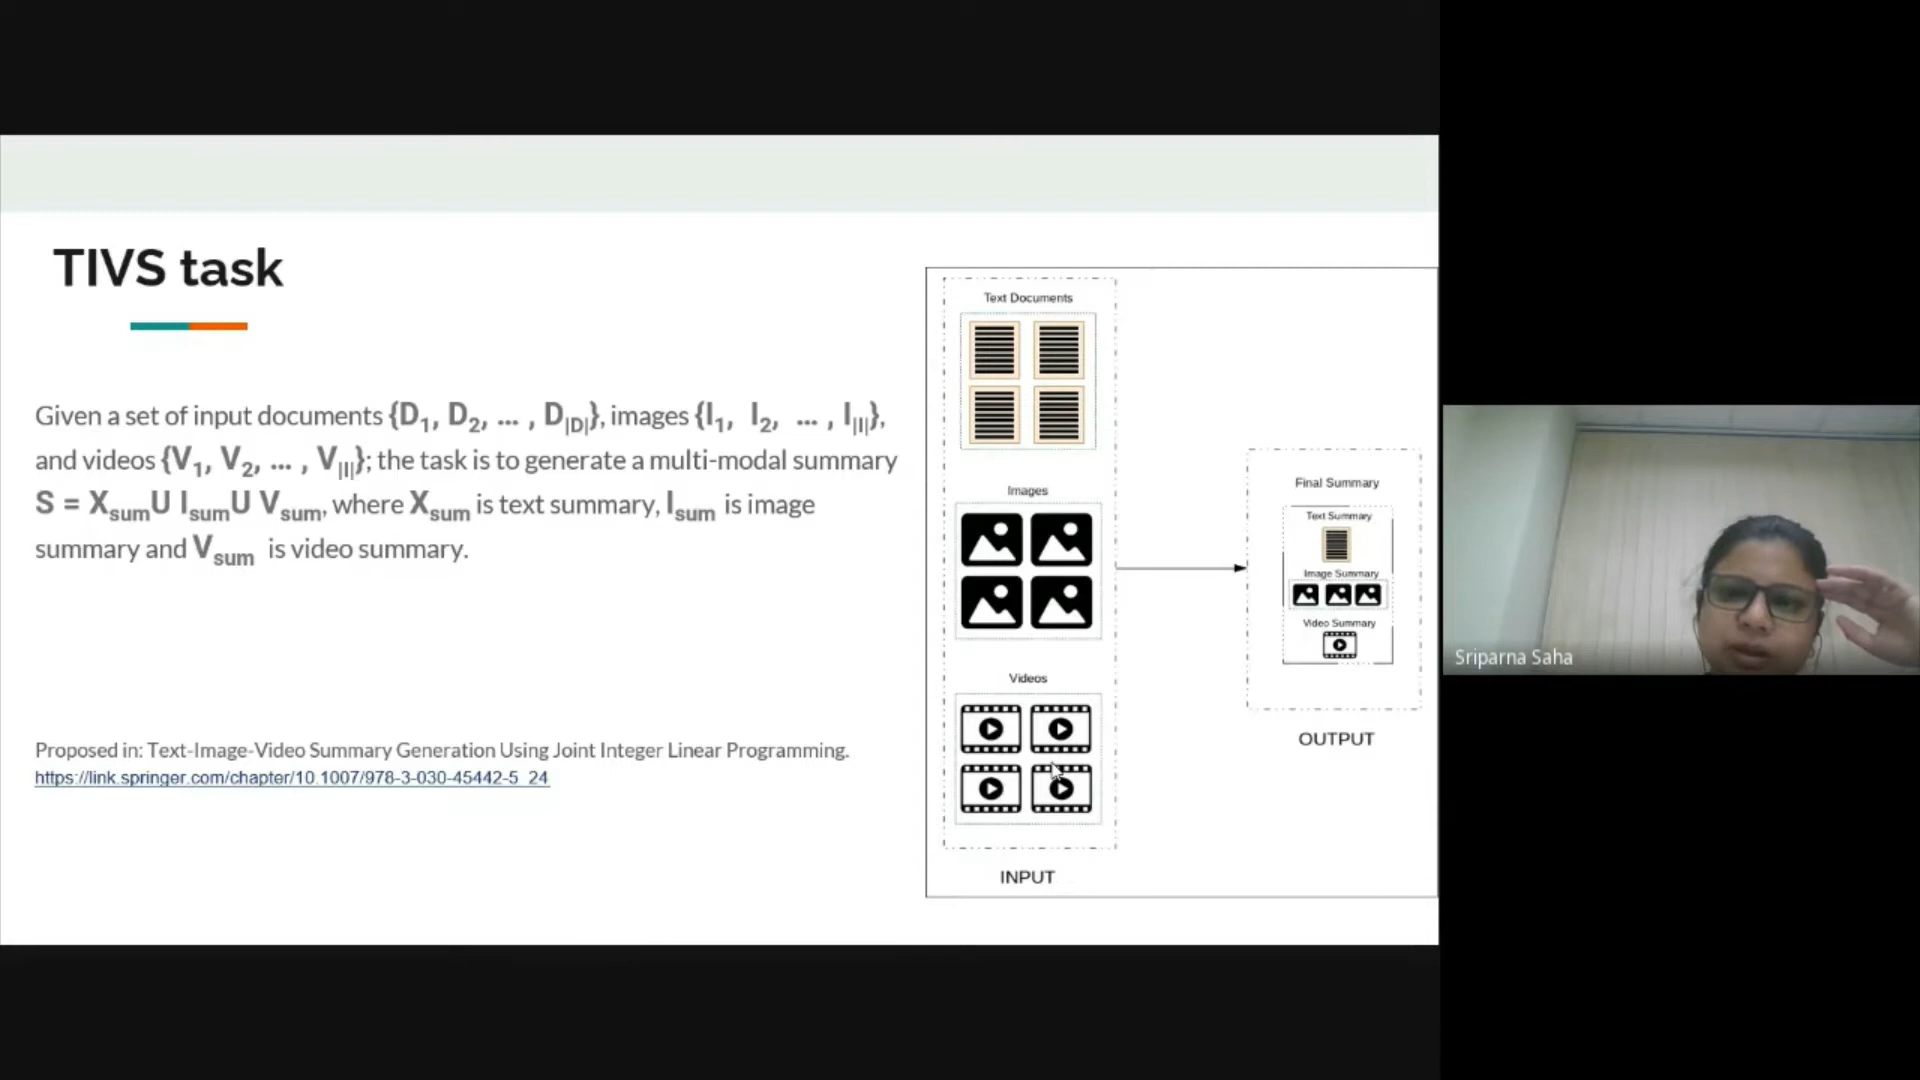 TIVS task
Given a set of input documents {D1, D2, ... , D|D|}, images {I1, I2, ... , I|I|},
and videos {V1, V2, ... , V|I|}; the task is to generate a multi-modal summary
S = XsumU IsumU Vsum, where Xsum is text summary, Isum is image
summary and Vsum is video summary.
Proposed in: Text-Image-Video Summary Generation Using Joint Integer Linear Programming.
https://link.springer.com/chapter/10.1007/978-3-030-45442-5_24
Text Documents
Images
Videos
INPUT
Final Summary
Text Summary
Image Summary
Video Summary
OUTPUT
Sriparna Saha